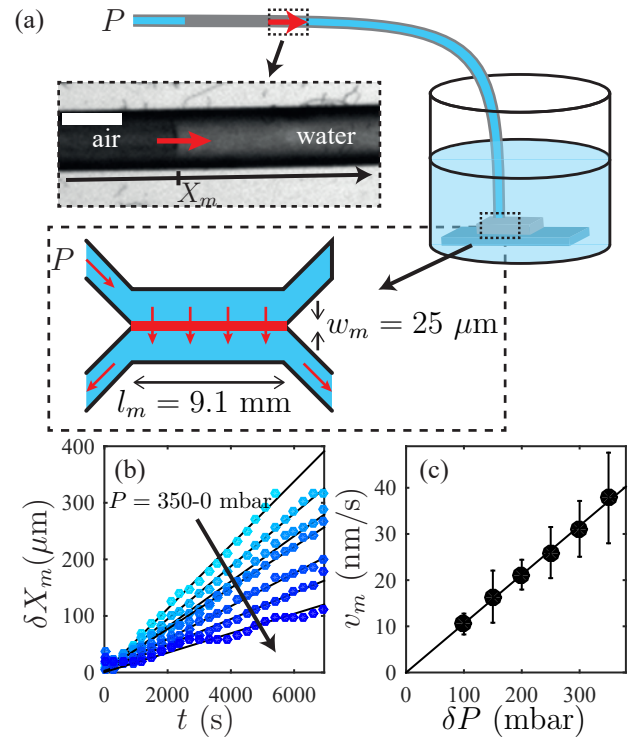 (a)
P
air
water
X_m
P
w_m = 25 μm
l_m = 9.1 mm
(b)
P = 350-0 mbar
δX_m(μm)
400
300
200
100
0
0
2000
4000
6000
t (s)
(c)
v_m (nm/s)
40
30
20
10
0
0
100
200
300
δP (mbar)